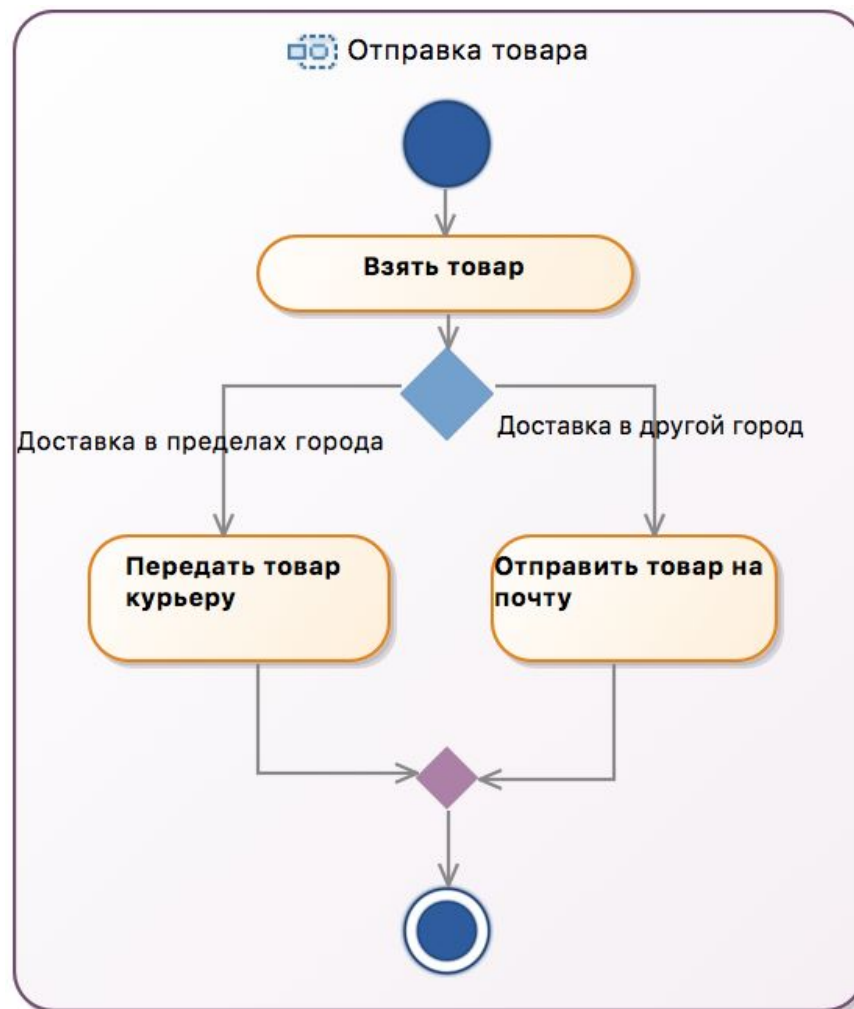 Отправка товара
Взять товар
Доставка в пределах города
Доставка в другой город
Передать товар
курьеру
Отправить товар на
почту